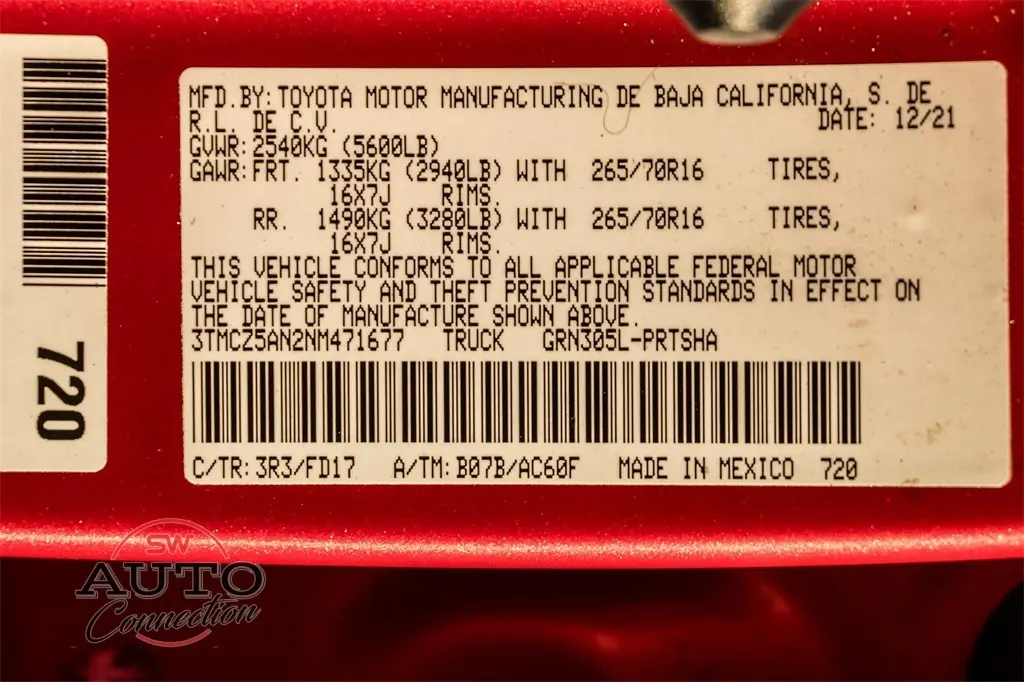 MFD.BY:TOYOTA MOTOR MANUFACTURING DE BAJA CALIFORNIA, S. DE
R.L. DE C.V. DATE: 12/21
GVWR:2540KG (5600LB)
GAWR:FRT. 1335KG (2940LB) WITH 265/70R16 TIRES,
16X7J RIMS.
RR. 1490KG (3280LB) WITH 265/70R16 TIRES,
16X7J RIMS.
THIS VEHICLE CONFORMS TO ALL APPLICABLE FEDERAL MOTOR
VEHICLE SAFETY AND THEFT PREVENTION STANDARDS IN EFFECT ON
THE DATE OF MANUFACTURE SHOWN ABOVE.
3TMCZ5AN2NM471677 TRUCK GRN305L-PRTSHA
C/TR:3R3/FD17 A/TM:B07B/AC60F MADE IN MEXICO 720
720
SW
AUTO
Connection